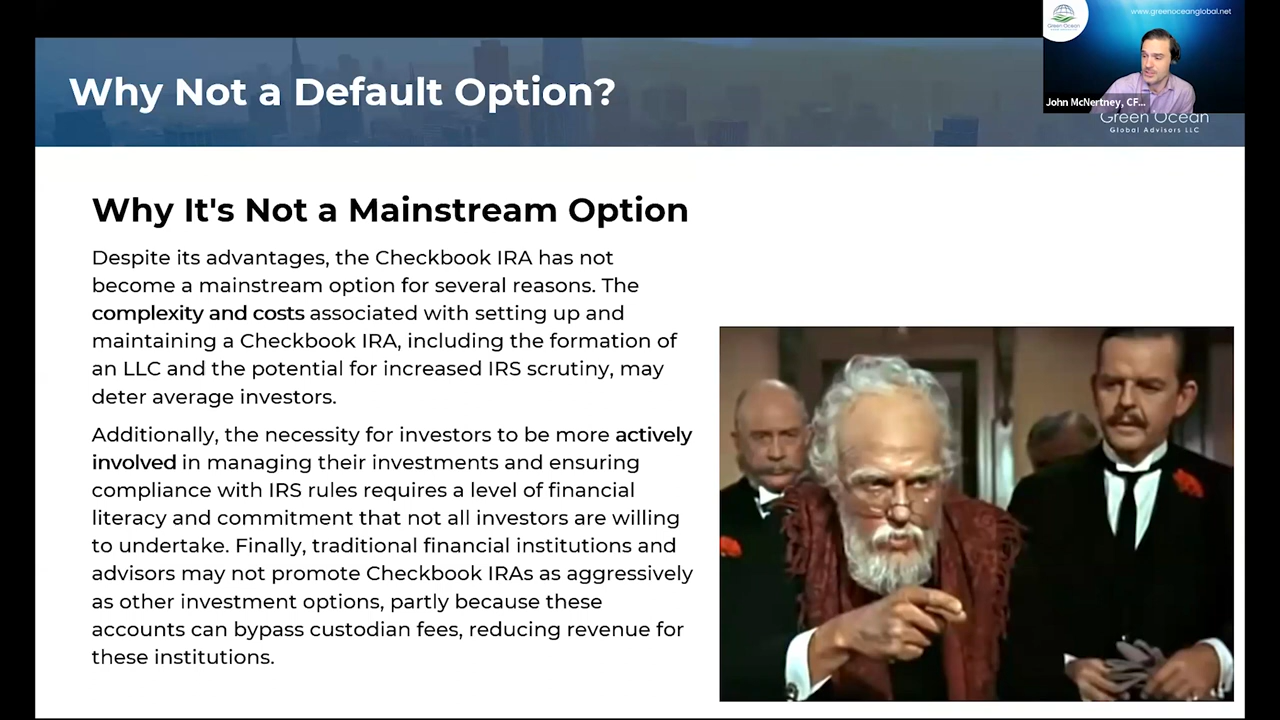 www.greenoceanglobal.net
John McNertney, CF...
Green Ocean
Global Advisors LLC
Why Not a Default Option?
Why It's Not a Mainstream Option
Despite its advantages, the Checkbook IRA has not
become a mainstream option for several reasons. The
complexity and costs associated with setting up and
maintaining a Checkbook IRA, including the formation of
an LLC and the potential for increased IRS scrutiny, may
deter average investors.
Additionally, the necessity for investors to be more actively
involved in managing their investments and ensuring
compliance with IRS rules requires a level of financial
literacy and commitment that not all investors are willing
to undertake. Finally, traditional financial institutions and
advisors may not promote Checkbook IRAs as aggressively
as other investment options, partly because these
accounts can bypass custodian fees, reducing revenue for
these institutions.